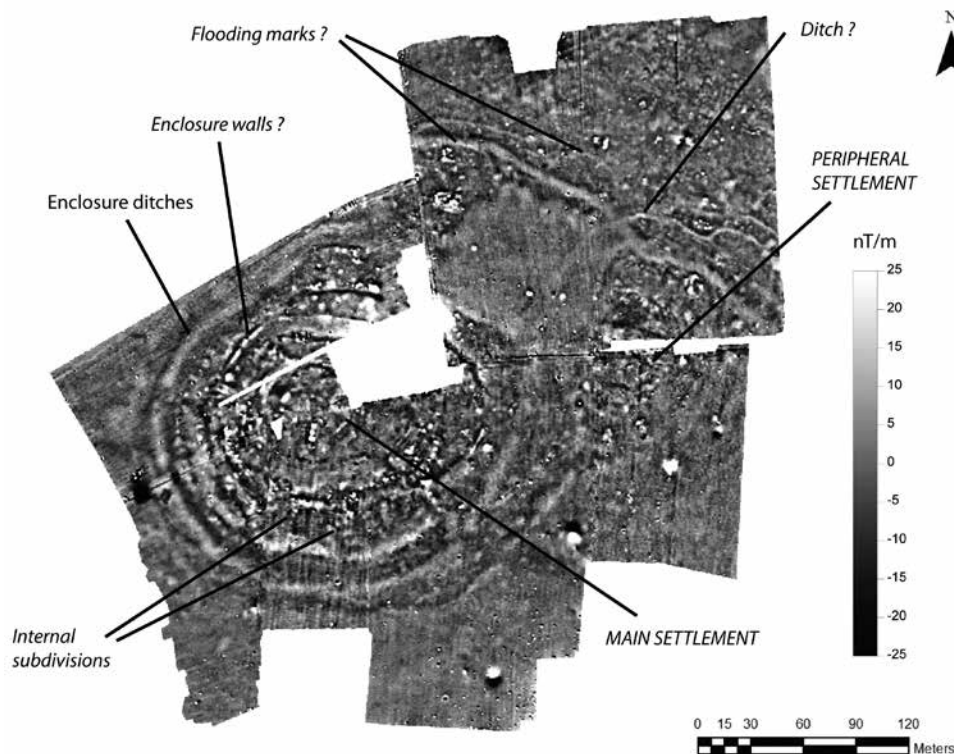 Flooding marks ?
Ditch ?
N
Enclosure walls ?
PERIPHERAL
SETTLEMENT
Enclosure ditches
nT/m
25
20
15
10
5
0
-5
-10
-15
-20
-25
Internal
subdivisions
MAIN SETTLEMENT
0 15 30 60 90 120
Meters